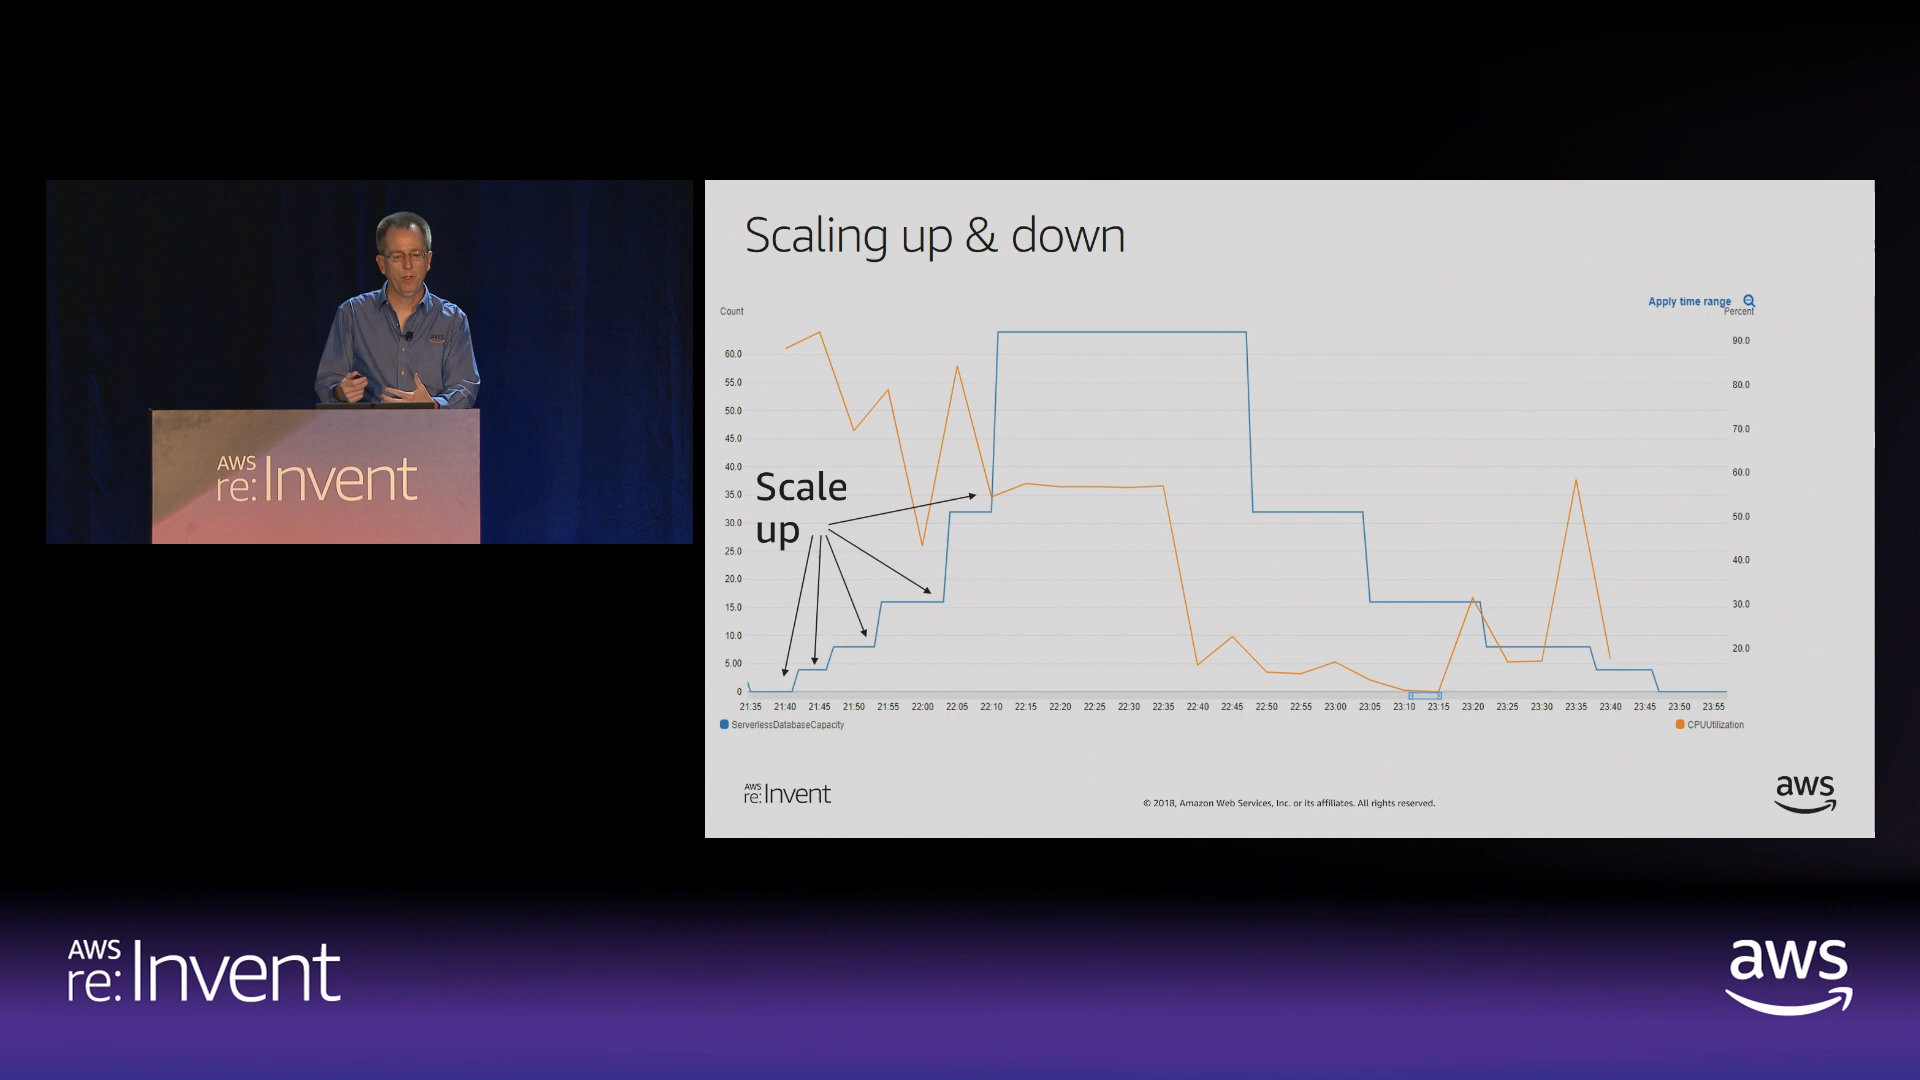 aws
AWS
re:Invent
Scaling up & down
Apply time range
Count
Percent
60.0
55.0
50.0
45.0
40.0
35.0
30.0
25.0
20.0
15.0
10.0
5.00
0
90.0
80.0
70.0
60.0
50.0
40.0
30.0
20.0
Scale
up
21:35 21:40 21:45 21:50 21:55 22:00 22:05 22:10 22:15 22:20 22:25 22:30 22:35 22:40 22:45 22:50 22:55 23:00 23:05 23:10 23:15 23:20 23:25 23:30 23:35 23:40 23:45 23:50 23:55
ServerlessDatabaseCapacity
CPUUtilization
AWS
re:Invent
© 2018, Amazon Web Services, Inc. or its affiliates. All rights reserved.
aws
AWS
re:Invent
aws